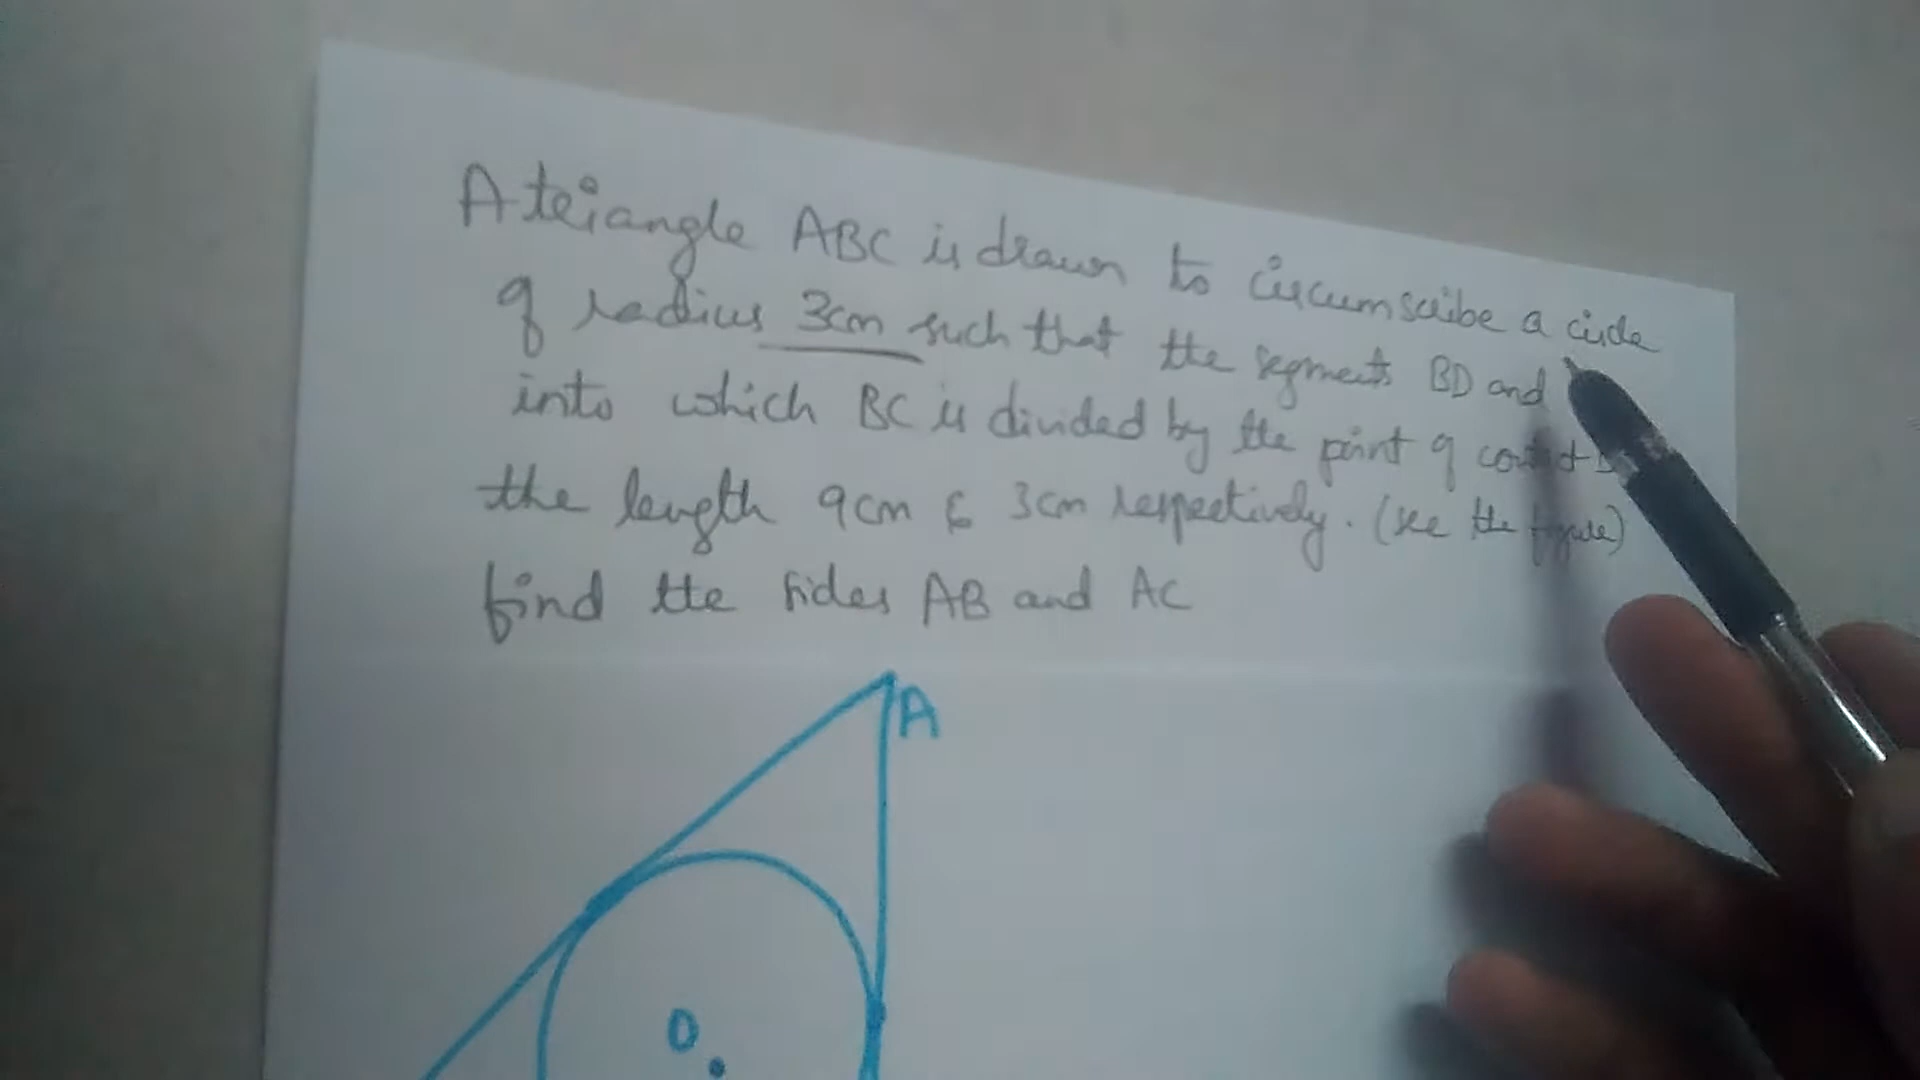 A triangle ABC is drawn to circumscribe a circle
of radius 3cm such that the segments BD and
into which BC is divided by the point of contact
the length 9cm & 3cm respectively. (see the figure)
find the sides AB and AC
A
O